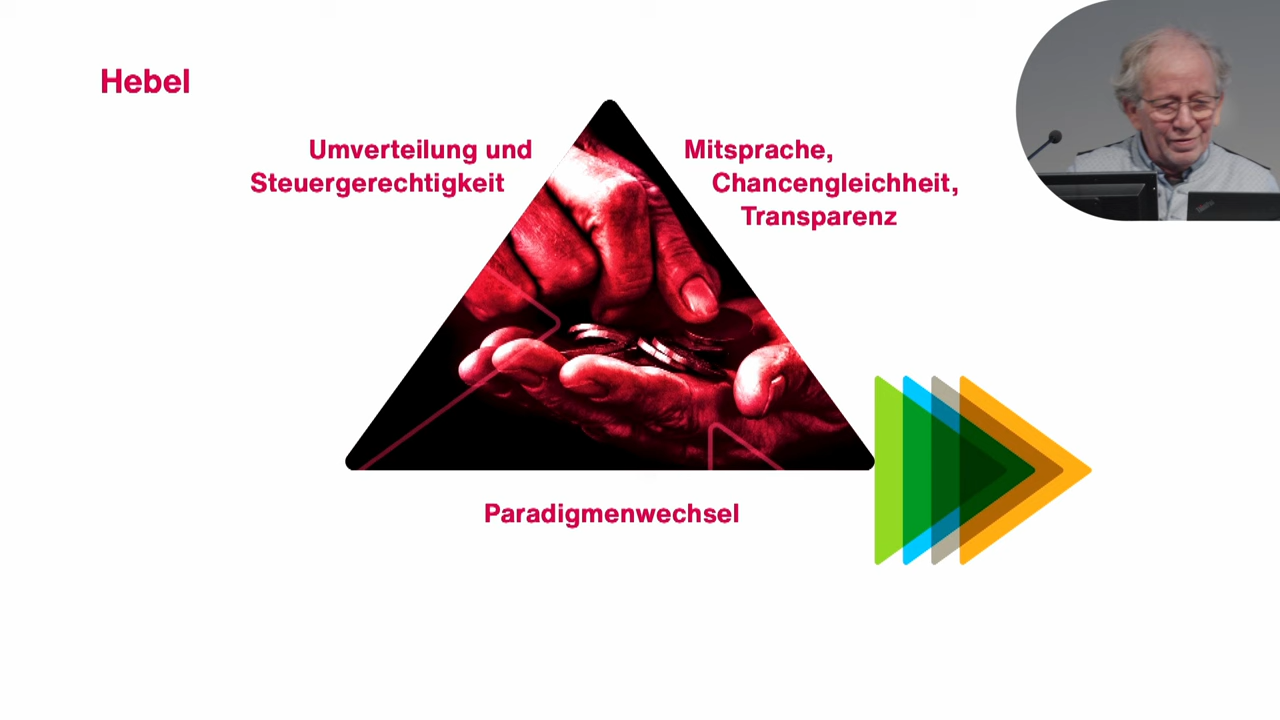 Hebel
Umverteilung und
Steuergerechtigkeit
Mitsprache,
Chancengleichheit,
Transparenz
Paradigmenwechsel